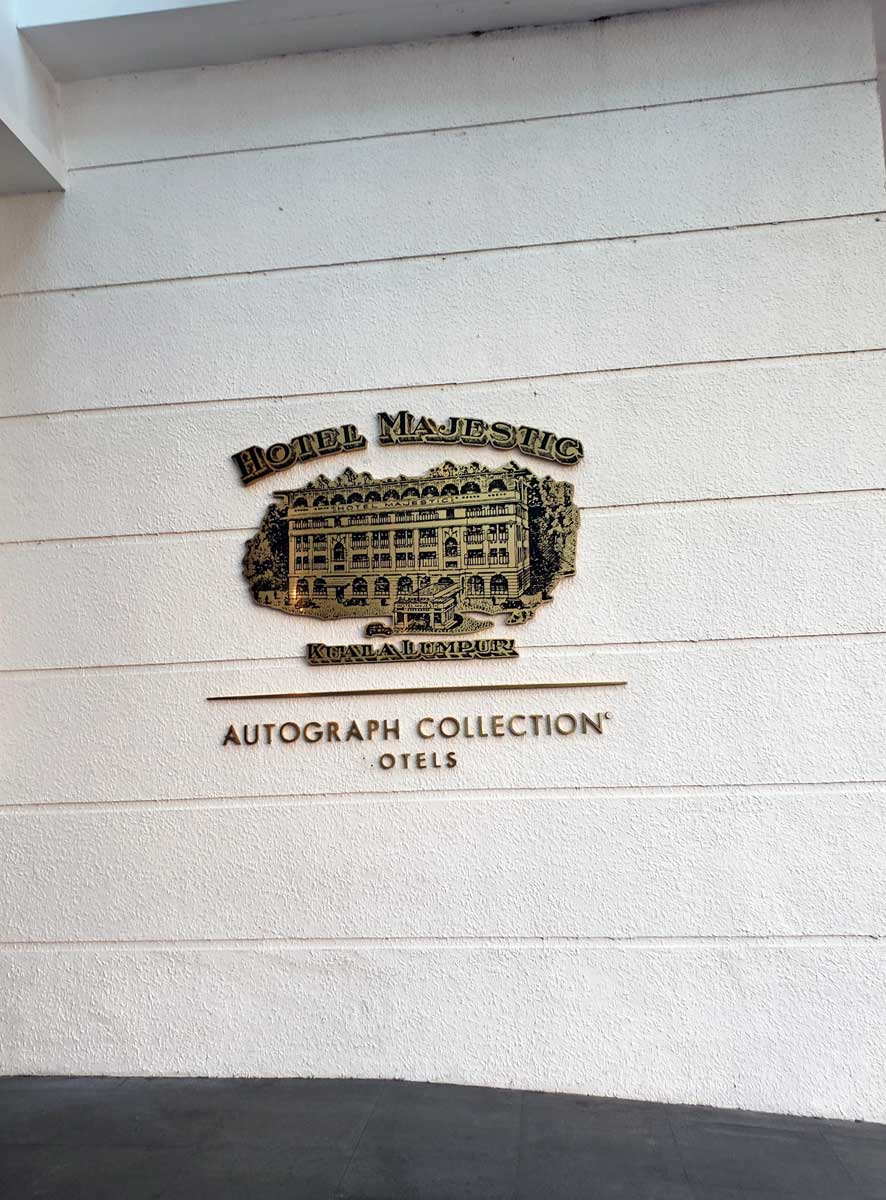 HOTEL MAJESTIC
HOTEL MAJESTIC
KUALA LUMPUR
AUTOGRAPH COLLECTION
OTELS